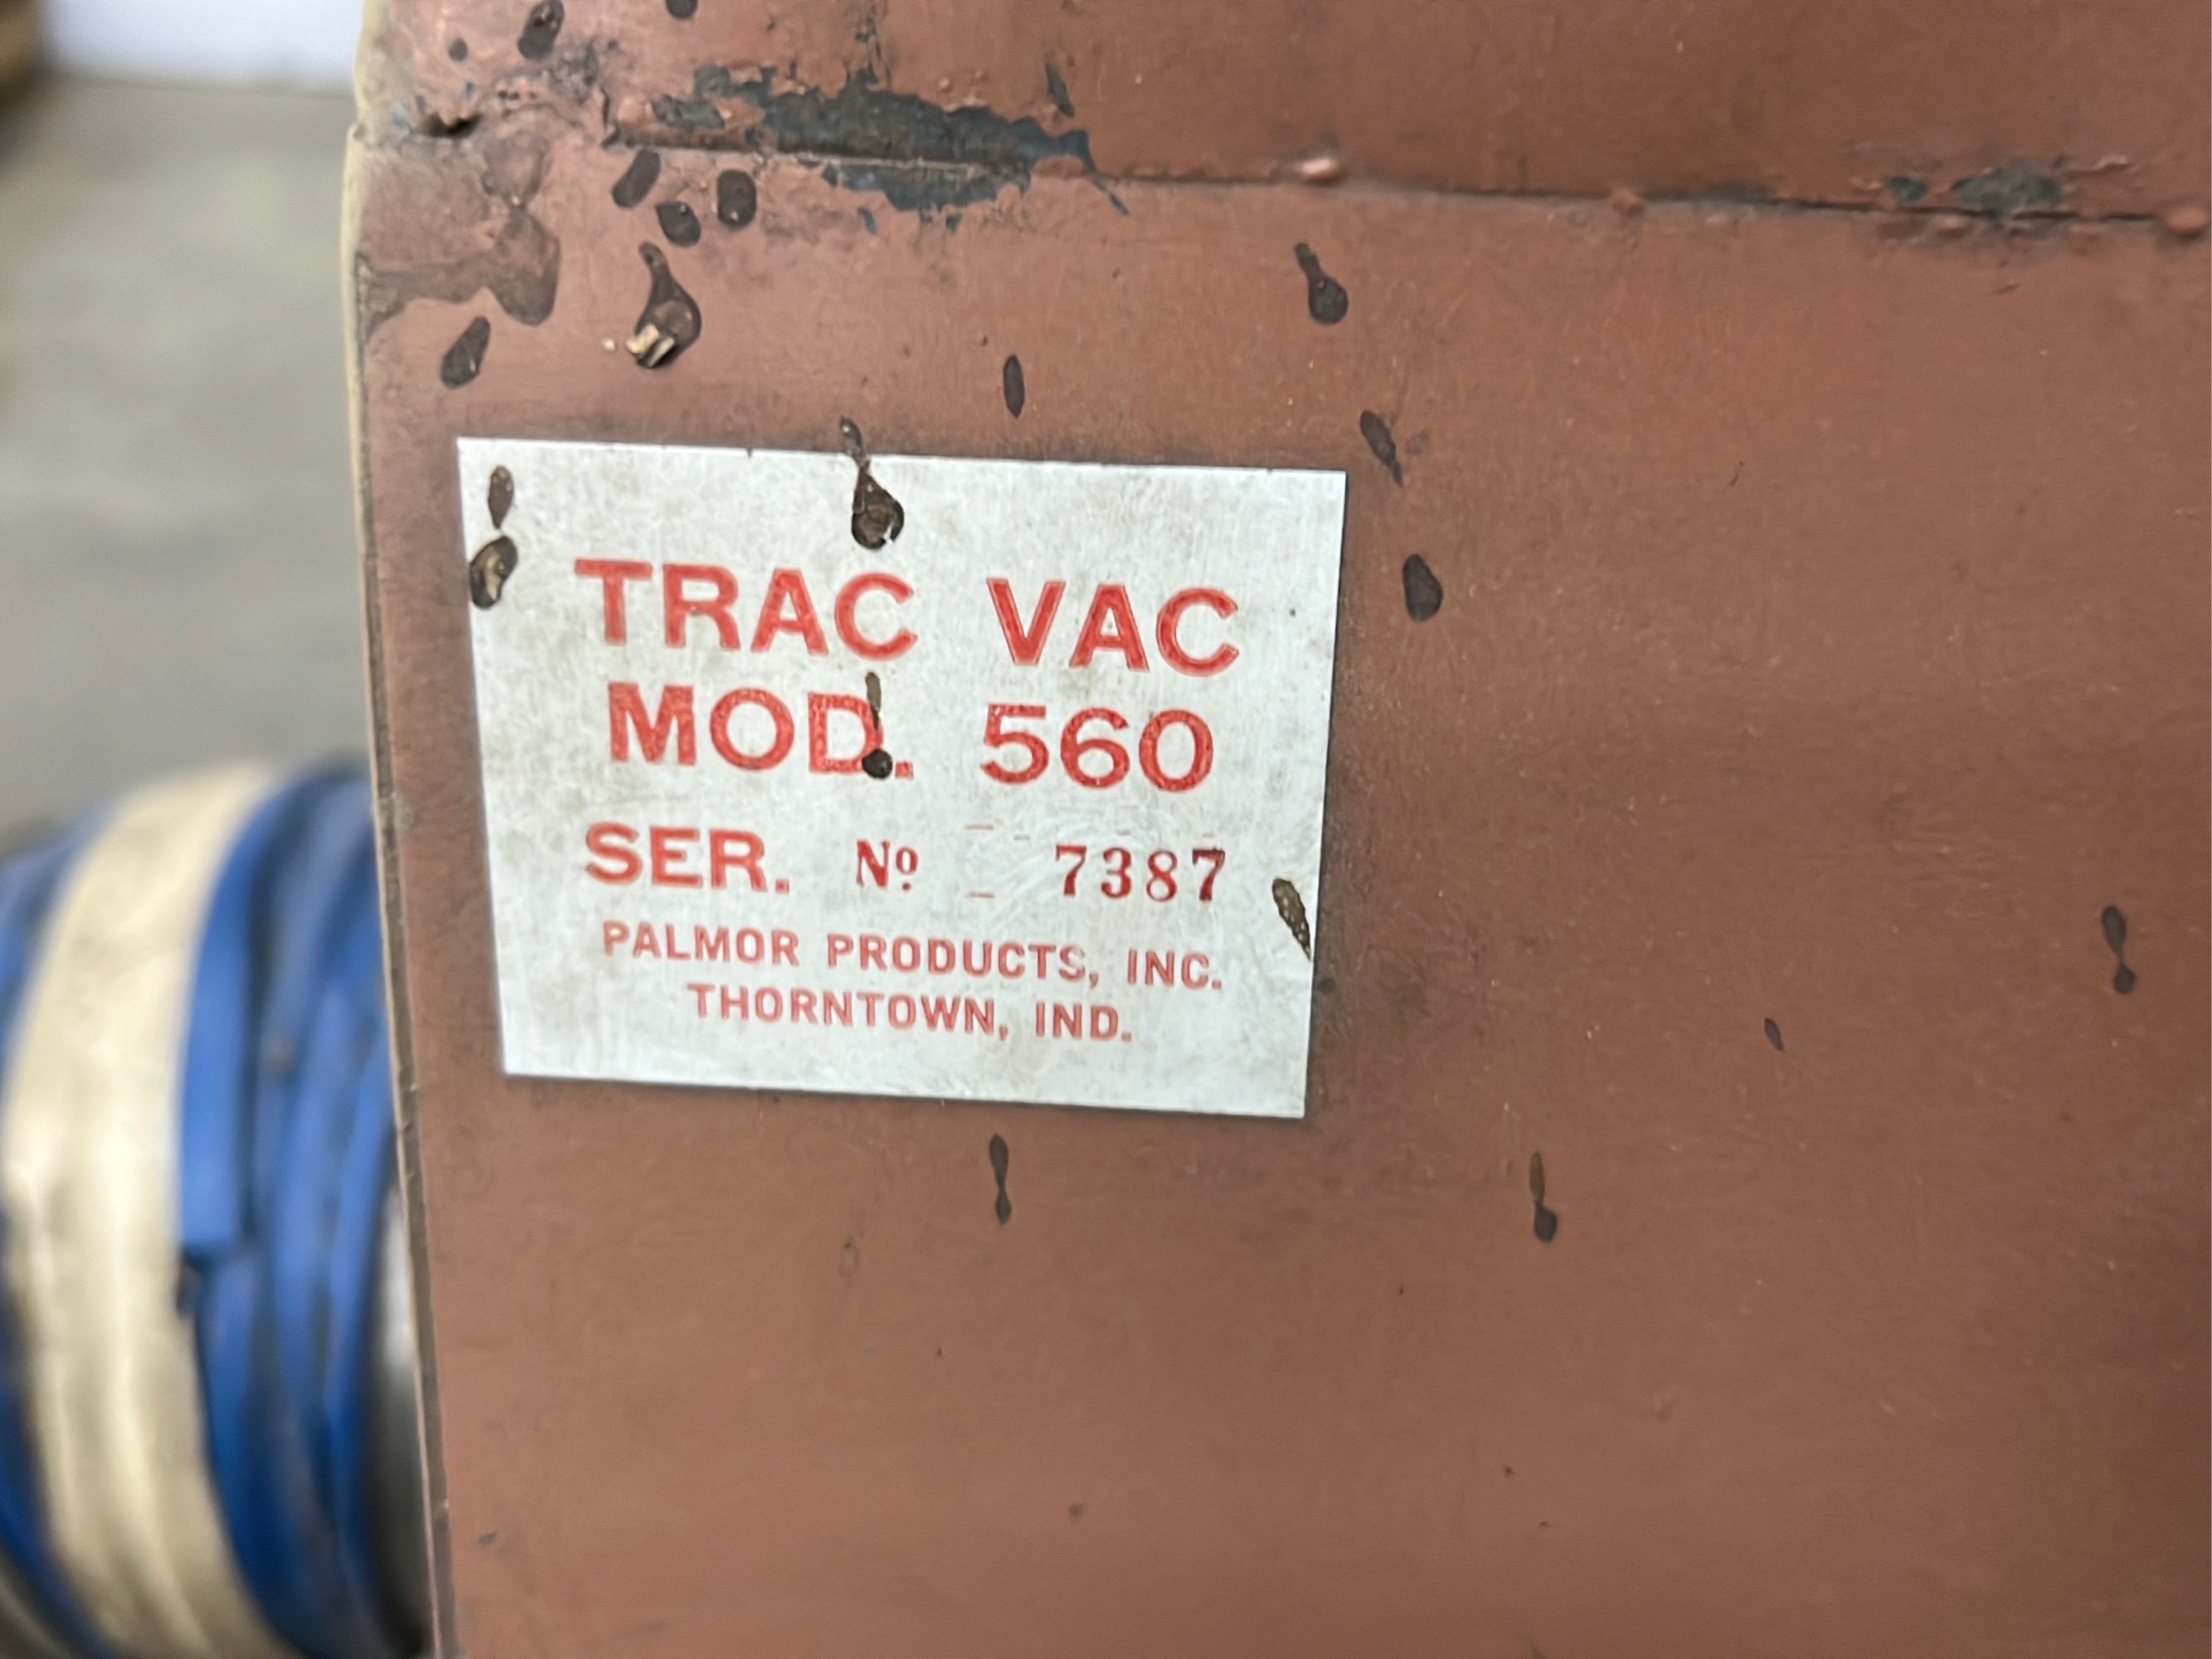 TRAC VAC
MOD. 560
SER. Nº 7387
PALMOR PRODUCTS, INC.
THORNTOWN, IND.